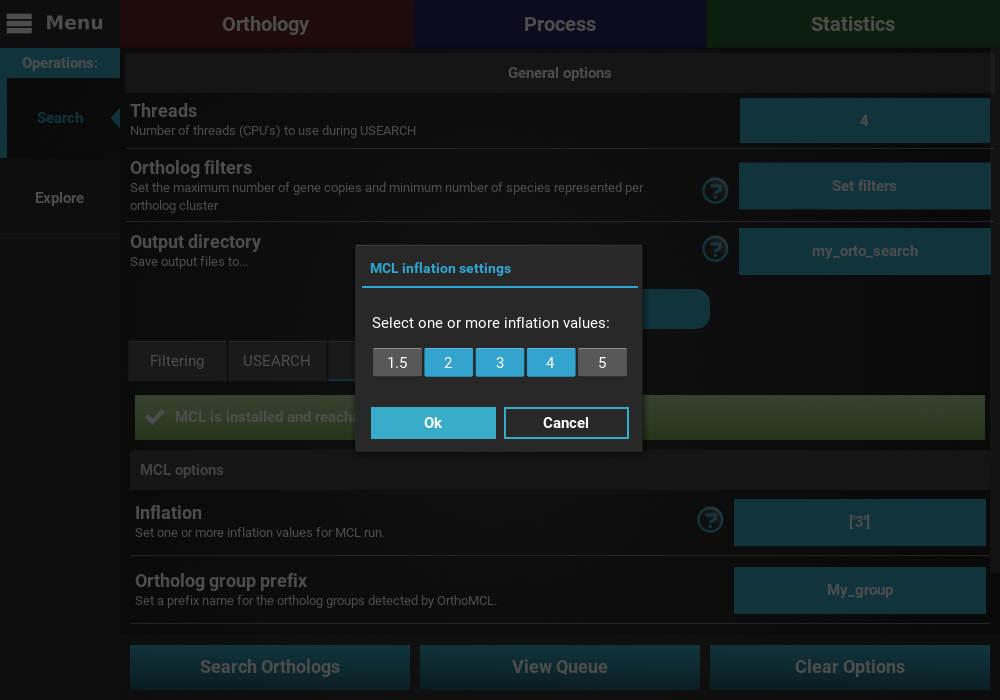 Menu
Orthology
Process
Statistics
Operations:
Search
Explore
General options
Threads
Number of threads (CPU's) to use during USEARCH
4
Ortholog filters
Set the maximum number of gene copies and minimum number of species represented per
ortholog cluster
?
Set filters
Output directory
Save output files to...
?
my_orto_search
MCL inflation settings
Select one or more inflation values:
1.5
2
3
4
5
Ok
Cancel
Filtering
USEARCH
MCL is installed and
MCL options
Inflation
Set one or more inflation values for MCL run.
?
['3']
Ortholog group prefix
Set a prefix name for the ortholog groups detected by OrthoMCL.
My_group
Search Orthologs
View Queue
Clear Options